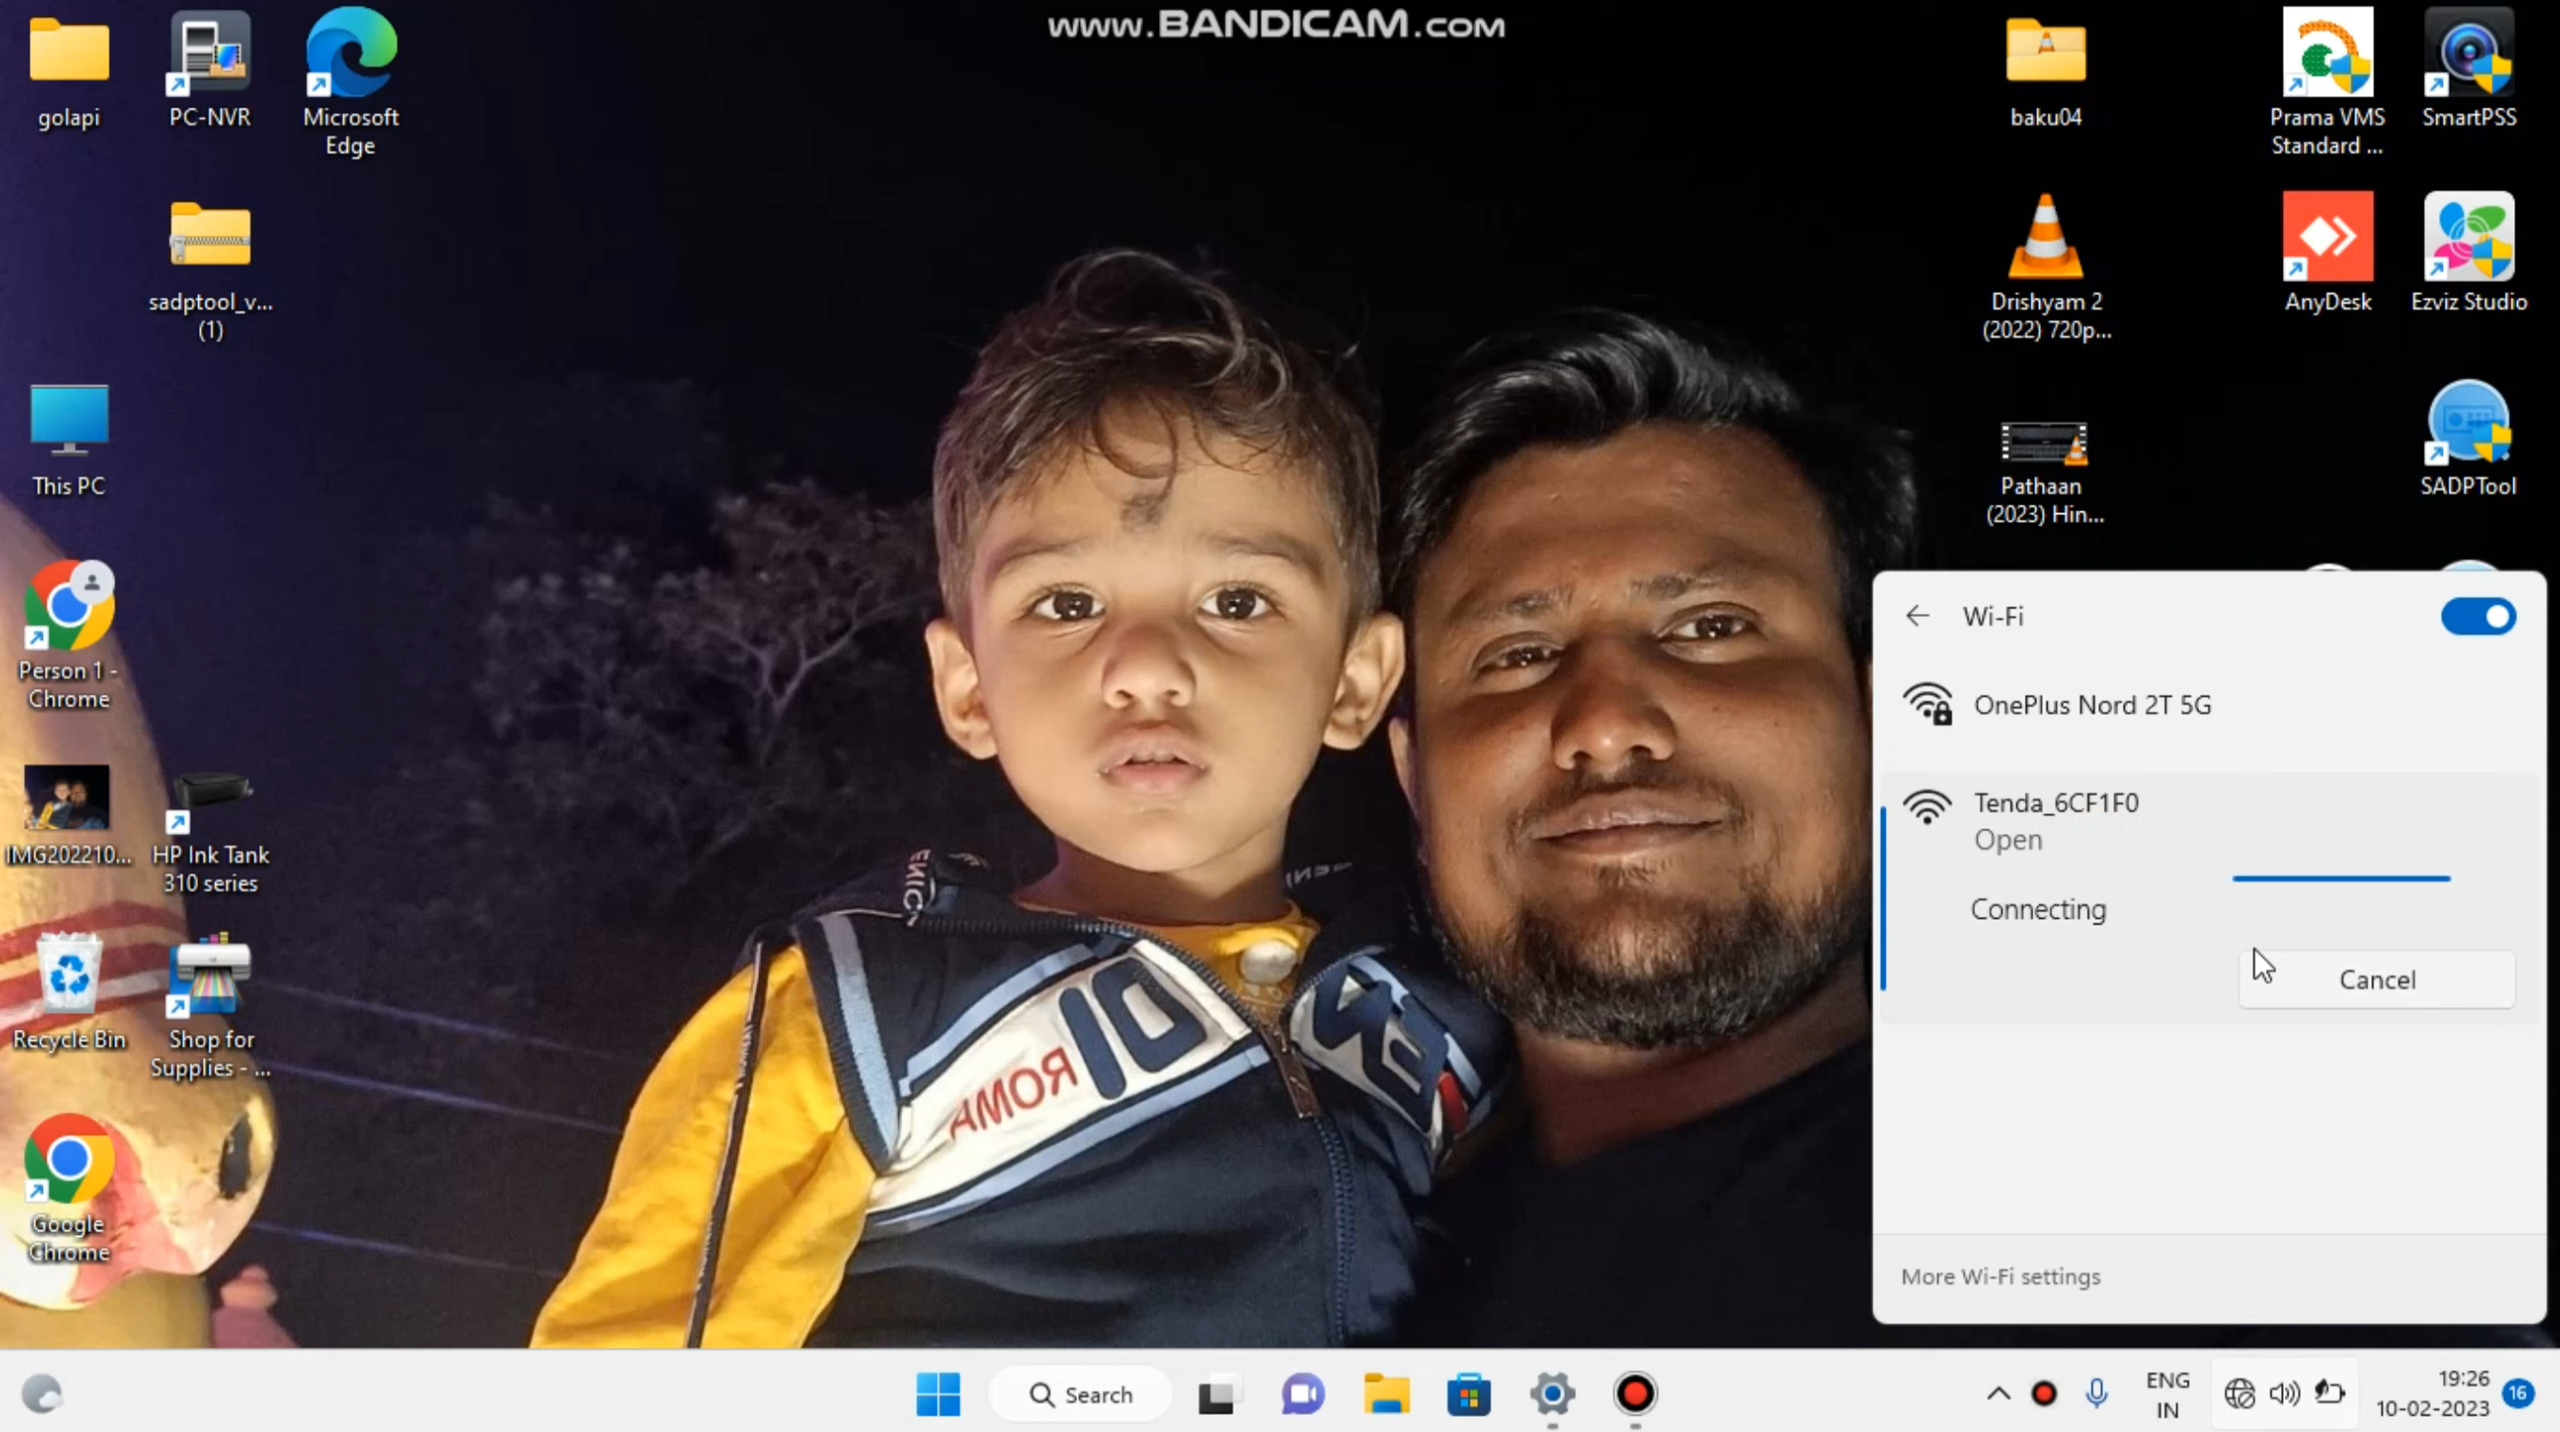 www.BANDICAM.com
golapi
PC-NVR
Microsoft
Edge
baku04
Prama VMS
Standard ...
SmartPSS
sadptool_v...
(1)
Drishyam 2
(2022) 720p...
AnyDesk
Ezviz Studio
This PC
Pathaan
(2023) Hin...
SADPTool
Person 1 -
Chrome
IMG202210...
HP Ink Tank
310 series
Recycle Bin
Shop for
Supplies - ...
Google
Chrome
ROMA
10
Wi-Fi
OnePlus Nord 2T 5G
Tenda_6CF1F0
Open
Connecting
Cancel
More Wi-Fi settings
Search
ENG
IN
19:26
10-02-2023
16